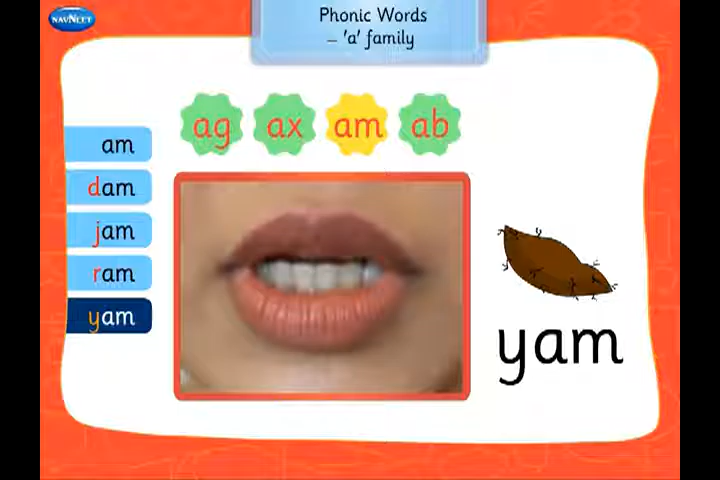 NAVNEET
Phonic Words
– 'a' family
ag ax am ab
am
dam
jam
ram
yam
yam